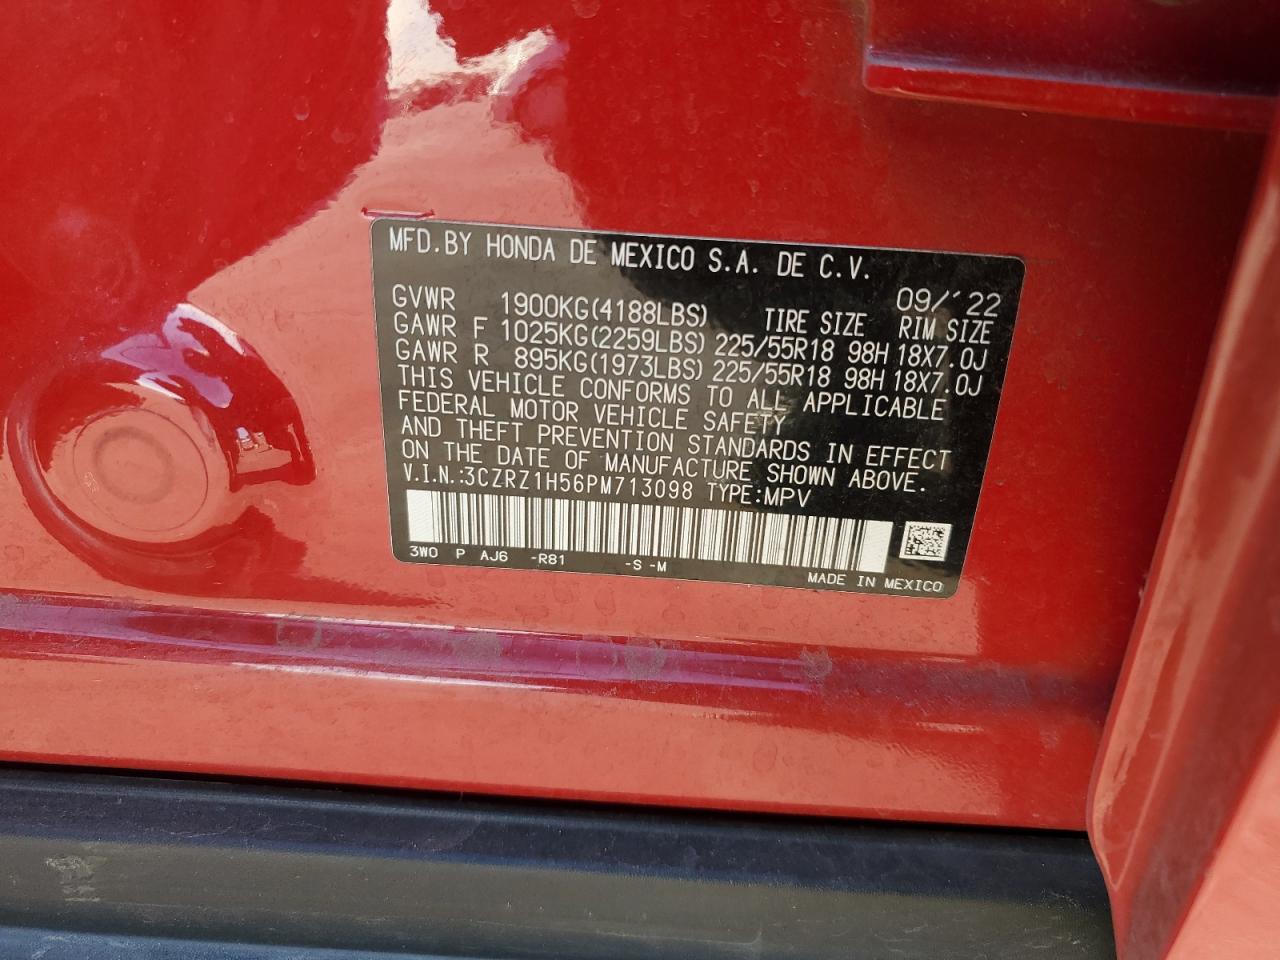 MFD.BY HONDA DE MEXICO S.A. DE C.V.
09/'22
GVWR 1900KG(4188LBS) TIRE SIZE RIM SIZE
GAWR F 1025KG(2259LBS) 225/55R18 98H 18X7.0J
GAWR R 895KG(1973LBS) 225/55R18 98H 18X7.0J
THIS VEHICLE CONFORMS TO ALL APPLICABLE
FEDERAL MOTOR VEHICLE SAFETY
AND THEFT PREVENTION STANDARDS IN EFFECT
ON THE DATE OF MANUFACTURE SHOWN ABOVE.
V.I.N.:3CZRZ1H56PM713098 TYPE:MPV
3WO P AJ6 -R81 -S -M
MADE IN MEXICO